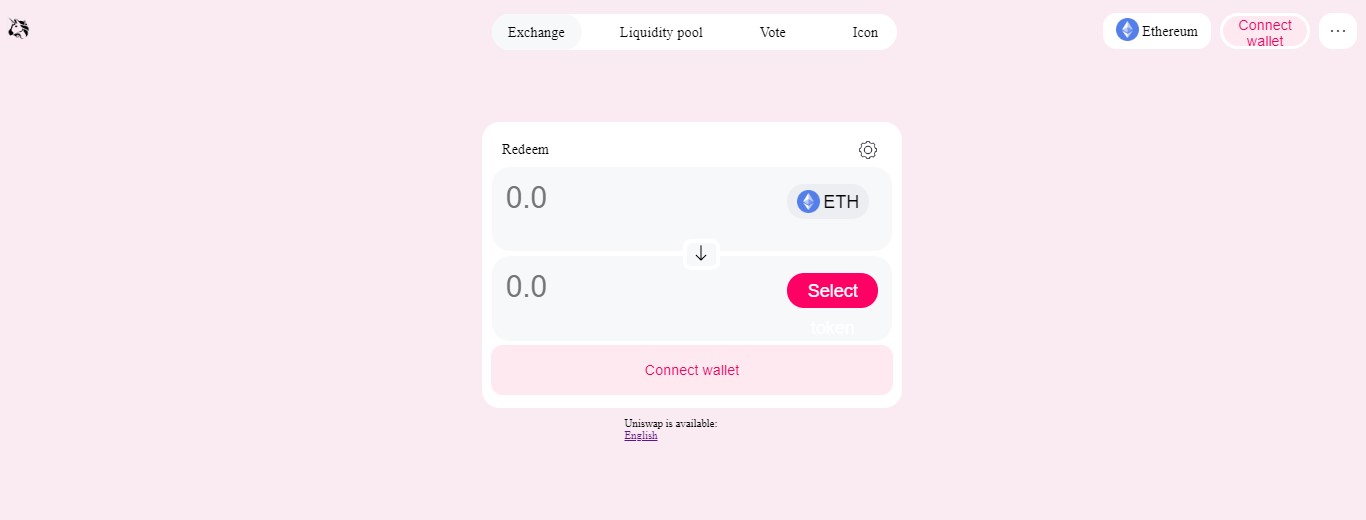 Exchange Liquidity pool Vote Icon
Ethereum
Connect
wallet
...
Redeem
0.0 ETH
0.0 Select
token
Connect wallet
Uniswap is available:
English